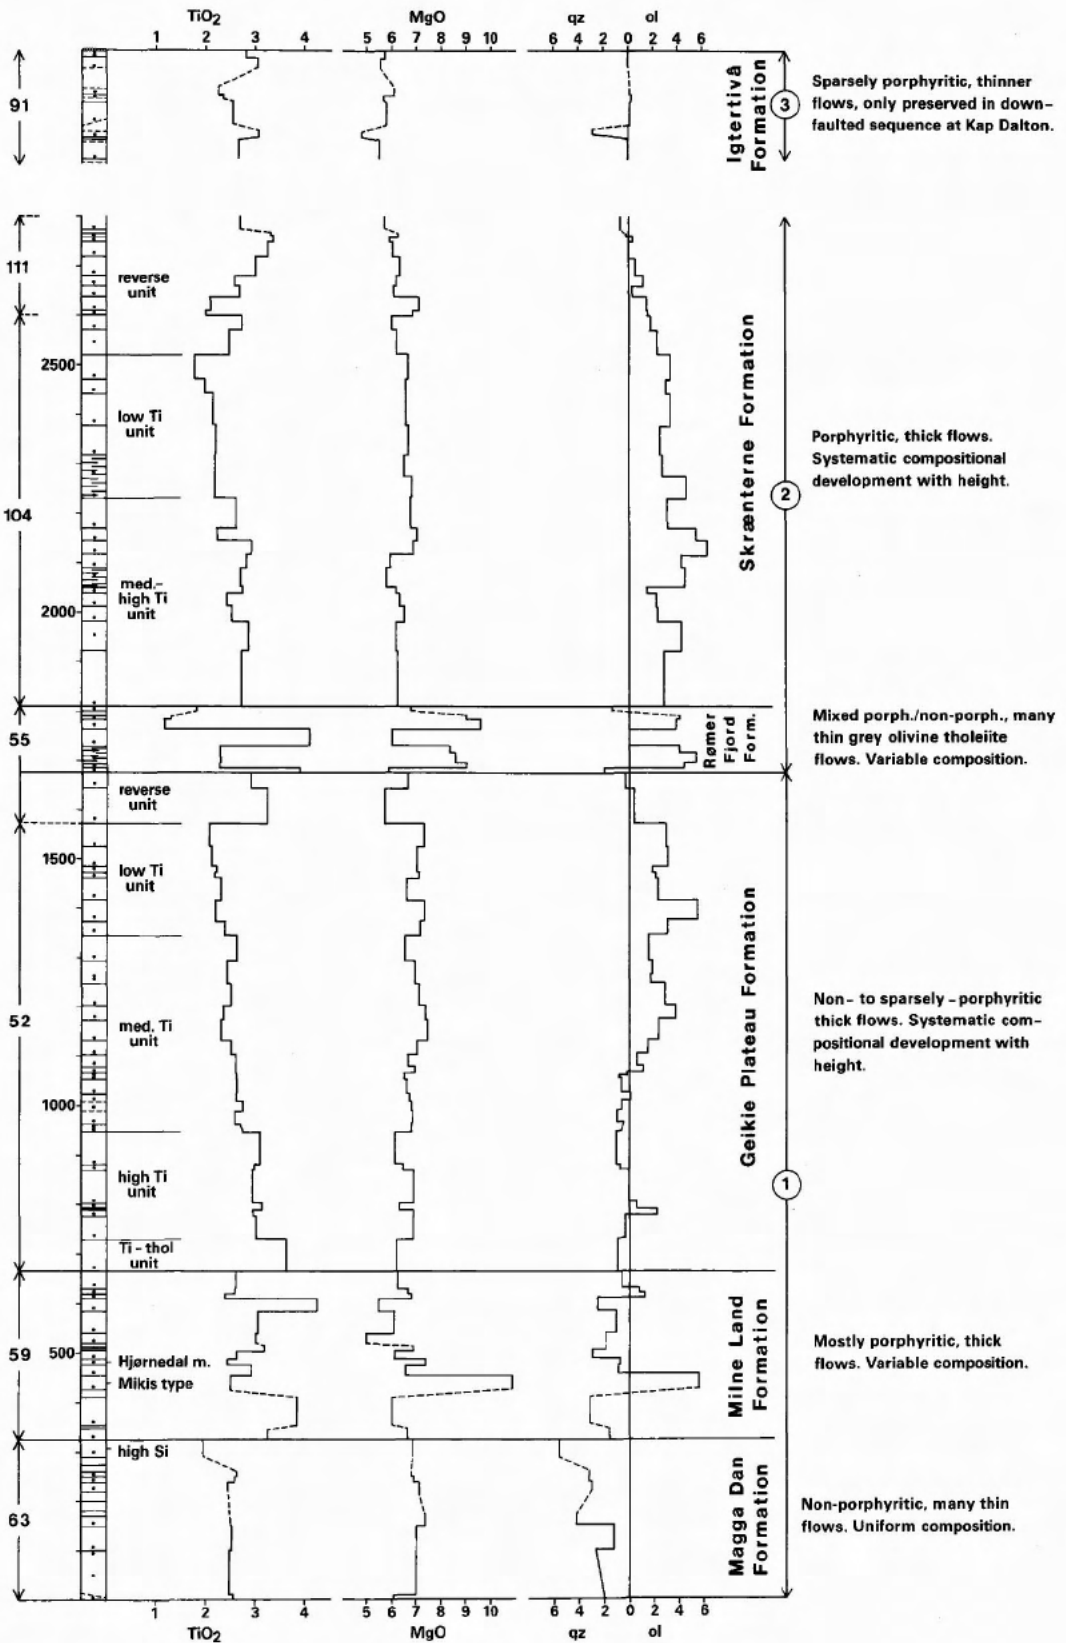 TiO2 MgO qz ol
1 2 3 4 5 6 7 8 9 10 6 4 2 0 2 4 6
91
Igtertivâ
Formation
3
Sparsely porphyritic, thinner
flows, only preserved in down-
faulted sequence at Kap Dalton.
111
reverse
unit
2500
low Ti
unit
104
med.-
high Ti
unit
2000
Skrænterne Formation
2
Porphyritic, thick flows.
Systematic compositional
development with height.
55
Rømer
Fjord
Form.
Mixed porph./non-porph., many
thin grey olivine tholeiite
flows. Variable composition.
reverse
unit
1500
low Ti
unit
52
med. Ti
unit
1000
high Ti
unit
Ti-thol
unit
Geikie Plateau Formation
1
Non- to sparsely-porphyritic
thick flows. Systematic com-
positional development with
height.
59
500
Hjørnedal m.
Mikis type
Milne Land
Formation
Mostly porphyritic, thick
flows. Variable composition.
high Si
63
Magga Dan
Formation
Non-porphyritic, many thin
flows. Uniform composition.
1 2 3 4 5 6 7 8 9 10 6 4 2 0 2 4 6
TiO2 MgO qz ol